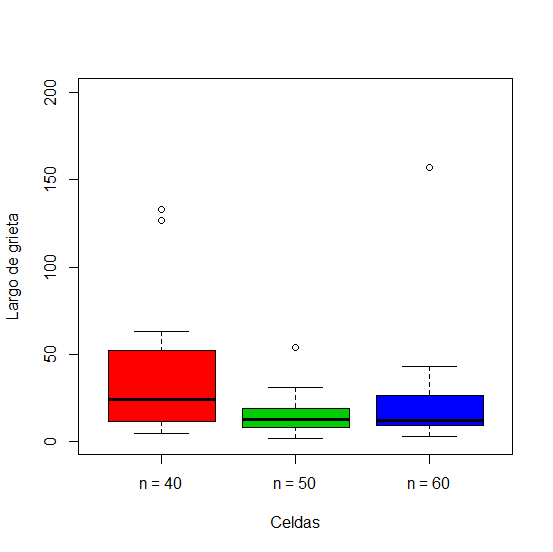 Largo de grieta
200
150
100
50
0
n = 40
n = 50
n = 60
Celdas